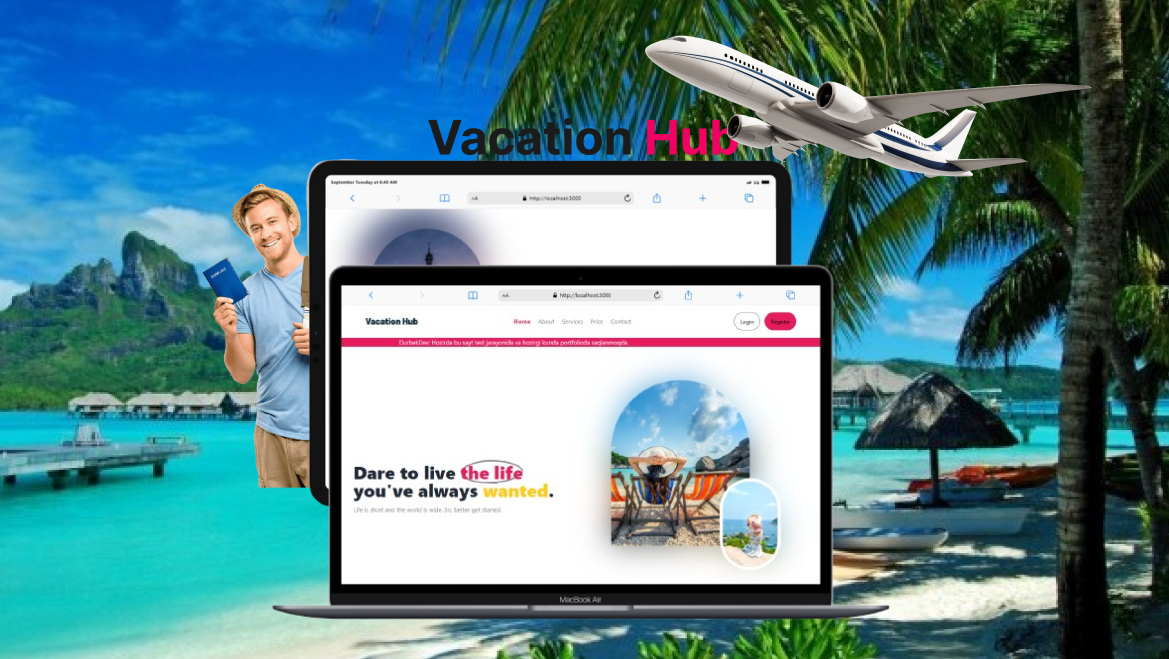 Vacation Hub
September Tuesday at 8:40 AM
AA
http://localhost:3000
AA
http://localhost:3000
Vacation Hub
Home About Services Price Contact
Login Register
DurbekDev: Hozirda bu sayt test jarayonida va hozirgi kunda portfolioda saqlanmoqda
Dare to live the life
you've always wanted.
Life is short and the world is wide. So, better get started.
MacBook Air